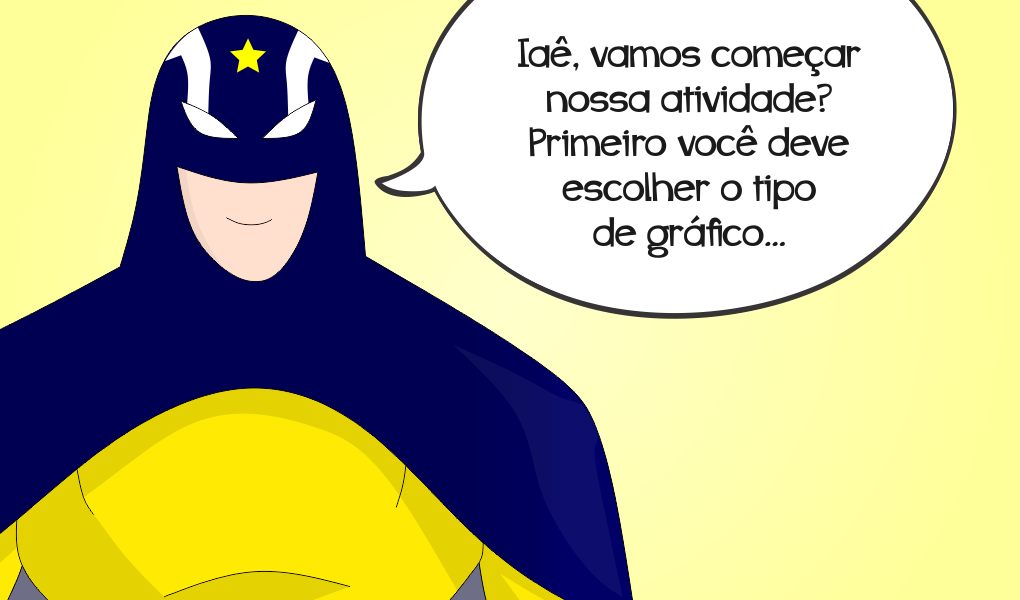 Iaê, vamos começar
nossa atividade?
Primeiro você deve
escolher o tipo
de gráfico...